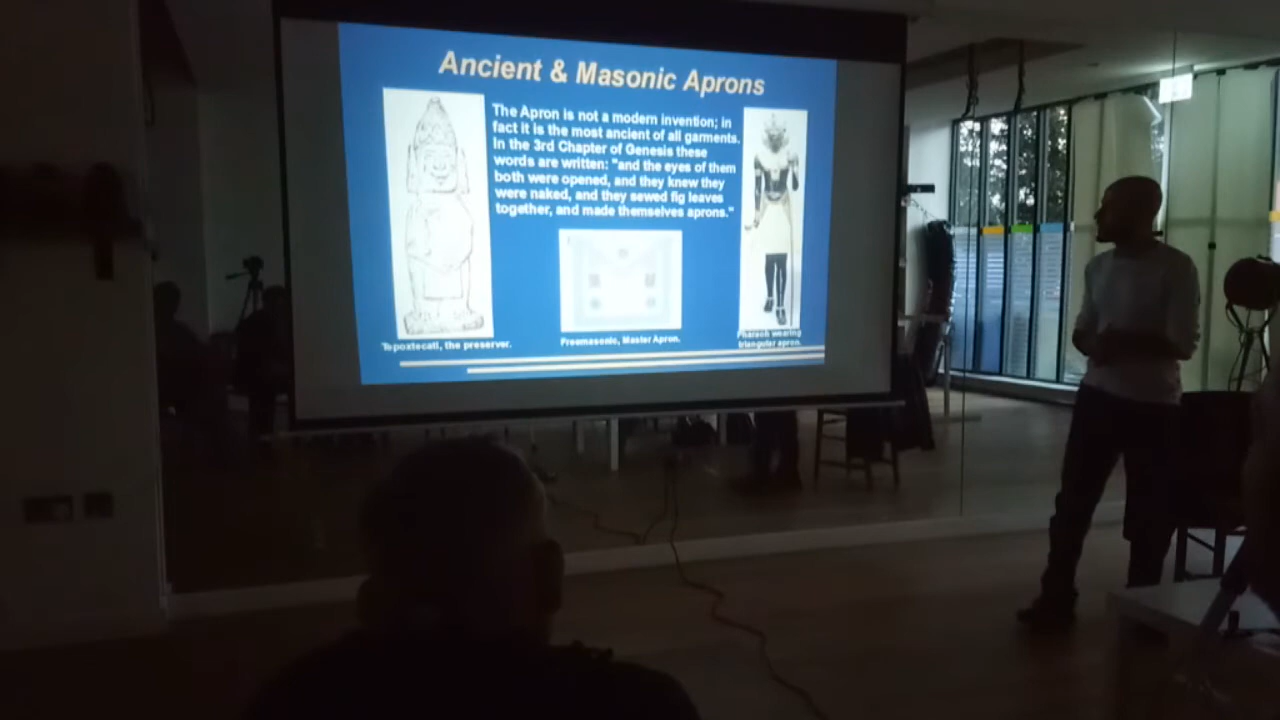 Ancient & Masonic Aprons
The Apron is not a modern invention; in
fact it is the most ancient of all garments.
In the 3rd Chapter of Genesis these
words are written: "and the eyes of them
both were opened, and they knew they
were naked, and they sewed fig leaves
together, and made themselves aprons."
Tepoztecatl, the preserver.
Freemasonic, Master Apron.
Pharaoh wearing
triangular apron.